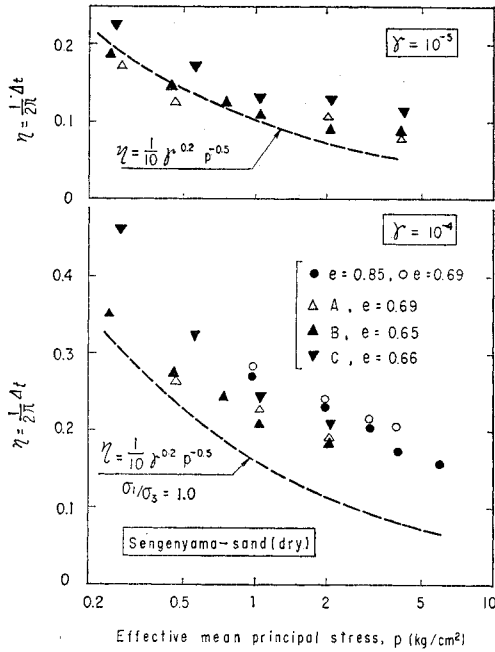 γ = 10⁻⁵
0.2
0.1
0
η = 1/2π Δt
η = 1/10 γ^0.2 p^-0.5
γ = 10⁻⁴
0.4
0.3
0.2
0.1
0
η = 1/2π Δt
● e = 0.85, ○ e = 0.69
△ A, e = 0.69
▲ B, e = 0.65
▼ C, e = 0.66
η = 1/10 γ^0.2 p^-0.5
σ₁/σ₃ = 1.0
Sengenyama-sand (dry)
0.2 0.5 1 2 5 10
Effective mean principal stress, p (kg/cm²)